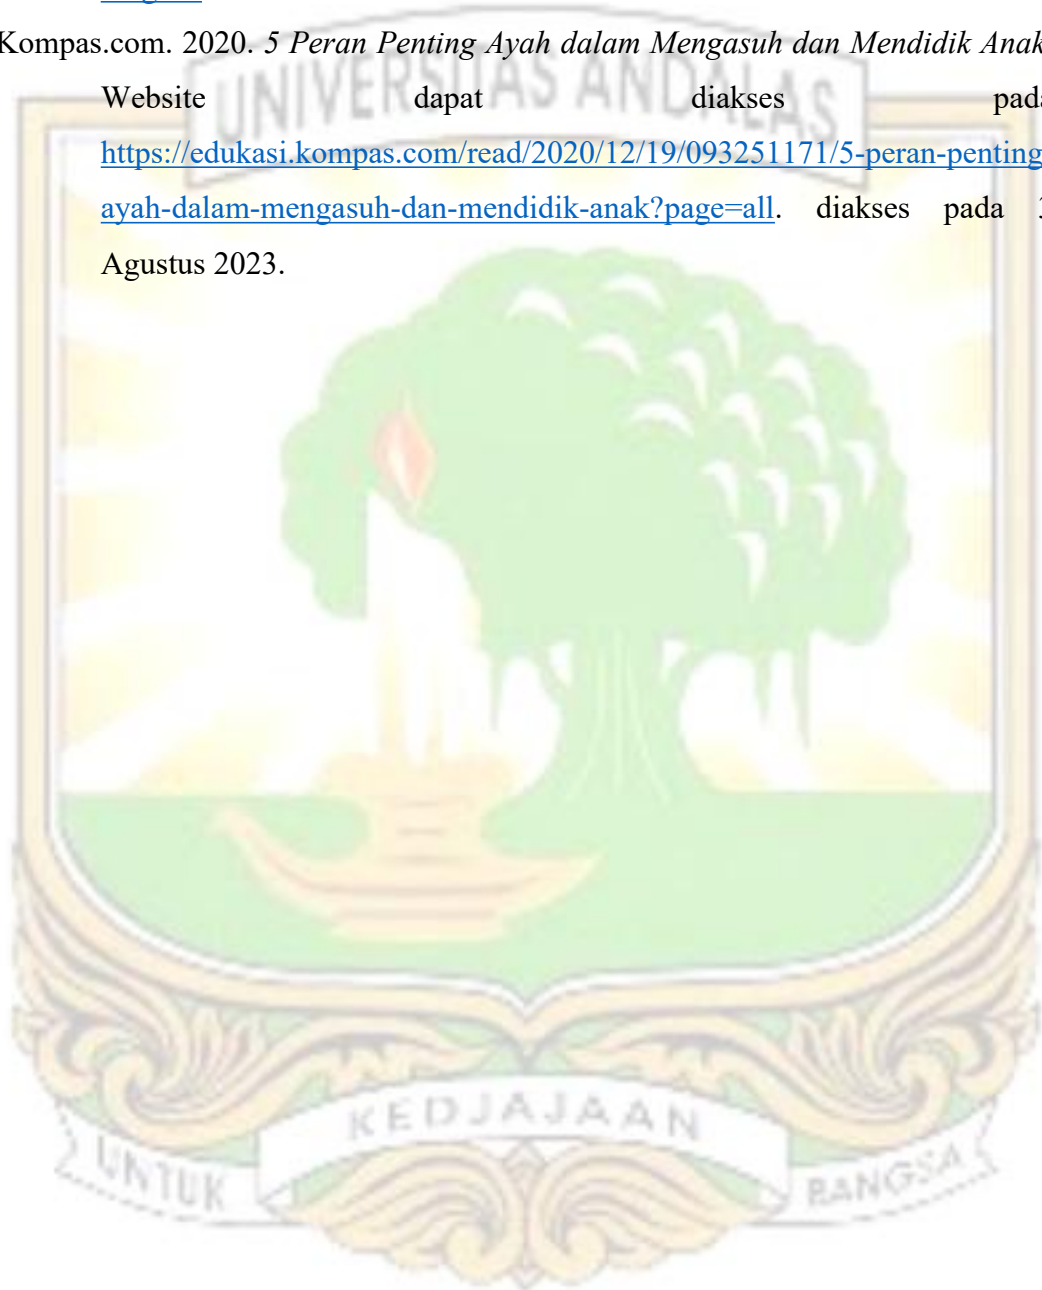 Kompas.com. 2020. 5 Peran Penting Ayah dalam Mengasuh dan Mendidik Anak
Website dapat diakses pada
https://edukasi.kompas.com/read/2020/12/19/093251171/5-peran-penting-
ayah-dalam-mengasuh-dan-mendidik-anak?page=all. diakses pada 3
Agustus 2023.
UNIVERSITAS ANDALAS
KEDJAJAAN
UNTUK BANGSA